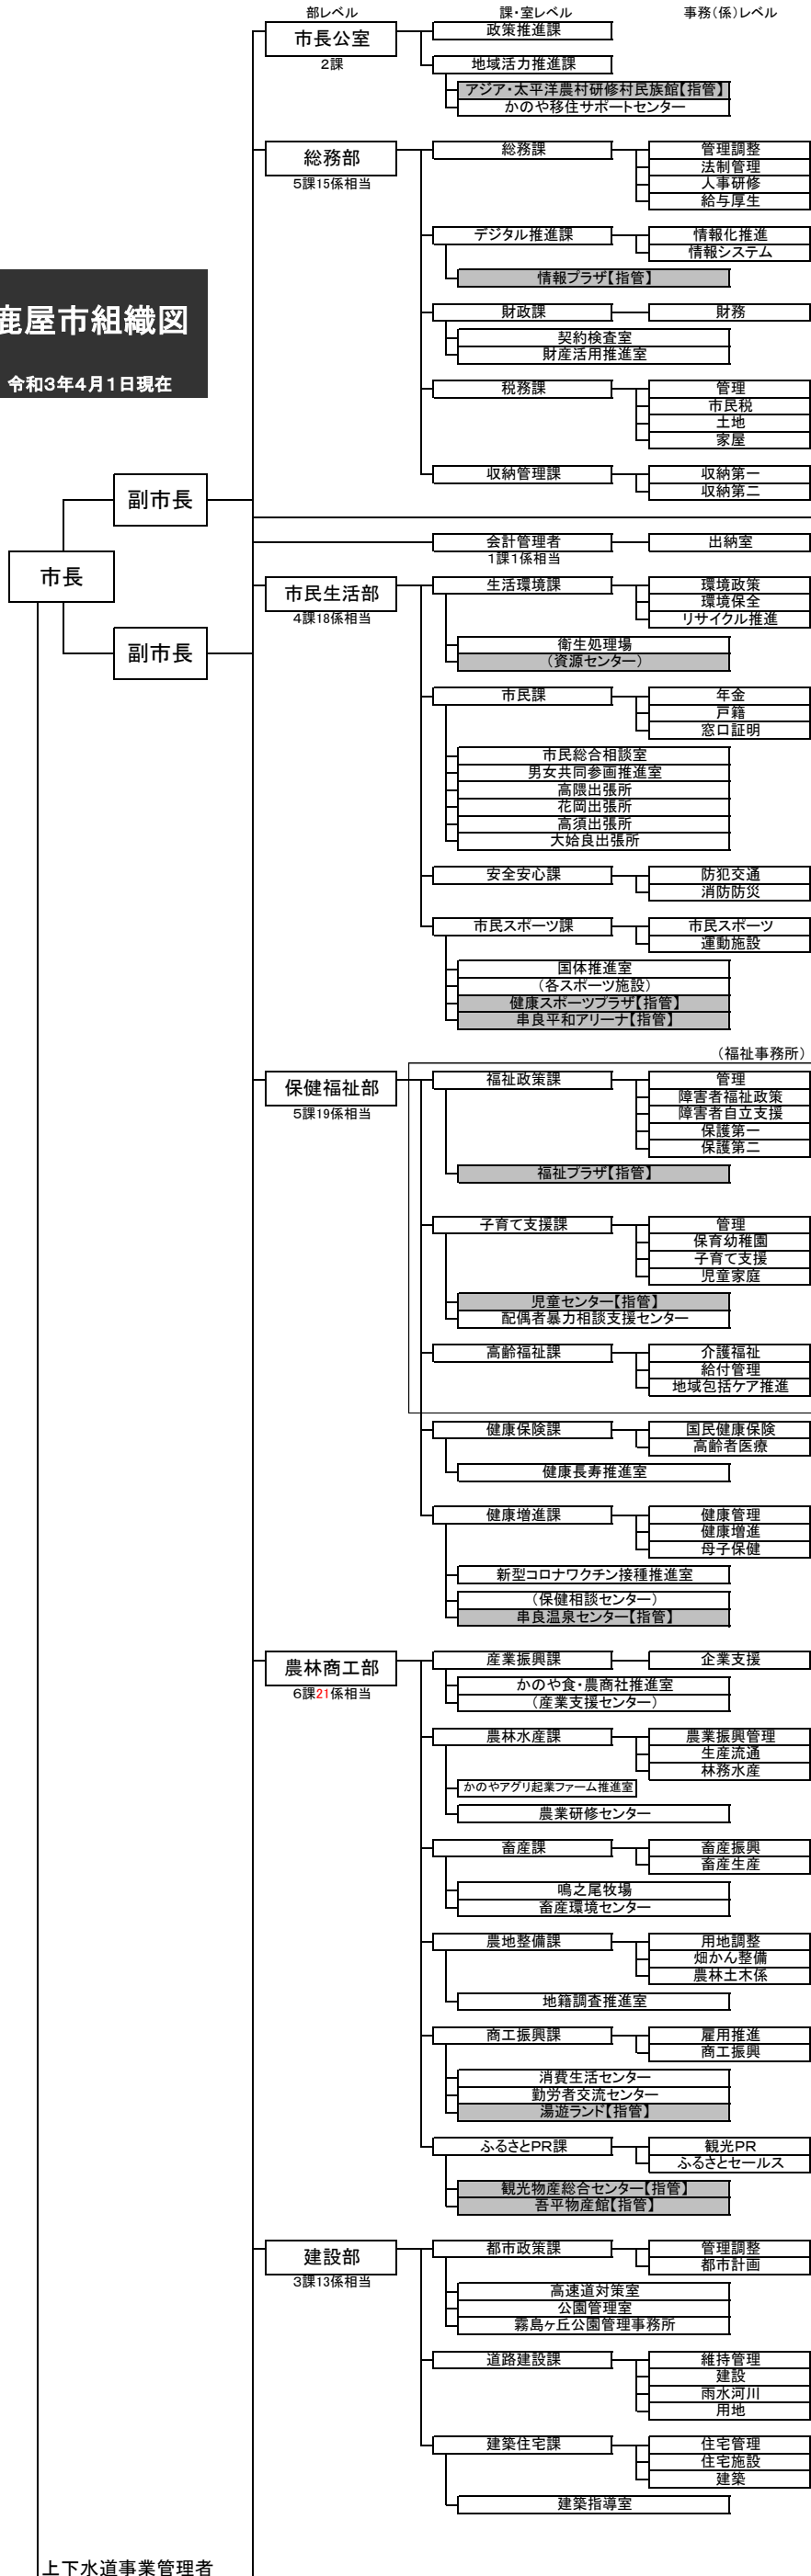 部レベル 課・室レベル 事務(係)レベル
市長公室 政策推進課
2課
地域活力推進課
アジア・太平洋農村研修村民族館【指管】
かのや移住サポートセンター
総務部 総務課 管理調整
5課15係相当 法制管理
人事研修
給与厚生
デジタル推進課 情報化推進
情報システム
情報プラザ【指管】
鹿屋市組織図
令和3年4月1日現在
財政課 財務
契約検査室
財産活用推進室
税務課 管理
市民税
土地
家屋
収納管理課 収納第一
収納第二
副市長
会計管理者 出納室
1課1係相当
市長
市民生活部 生活環境課 環境政策
4課18係相当 環境保全
リサイクル推進
副市長
衛生処理場
(資源センター)
市民課 年金
戸籍
窓口証明
市民総合相談室
男女共同参画推進室
高隈出張所
花岡出張所
高須出張所
大姶良出張所
安全安心課 防犯交通
消防防災
市民スポーツ課 市民スポーツ
運動施設
国体推進室
(各スポーツ施設)
健康スポーツプラザ【指管】
串良平和アリーナ【指管】
(福祉事務所)
保健福祉部 福祉政策課 管理
5課19係相当 障害者福祉政策
障害者自立支援
保護第一
保護第二
福祉プラザ【指管】
子育て支援課 管理
保育幼稚園
子育て支援
児童家庭
児童センター【指管】
配偶者暴力相談支援センター
高齢福祉課 介護福祉
給付管理
地域包括ケア推進
健康保険課 国民健康保険
高齢者医療
健康長寿推進室
健康増進課 健康管理
健康増進
母子保健
新型コロナワクチン接種推進室
(保健相談センター)
串良温泉センター【指管】
農林商工部 産業振興課 企業支援
6課21係相当
かのや食・農商社推進室
(産業支援センター)
農林水産課 農業振興管理
生産流通
林務水産
かのやアグリ起業ファーム推進室
農業研修センター
畜産課 畜産振興
畜産生産
鳴之尾牧場
畜産環境センター
農地整備課 用地調整
畑かん整備
農林土木係
地籍調査推進室
商工振興課 雇用推進
商工振興
消費生活センター
勤労者交流センター
湯遊ランド【指管】
ふるさとPR課 観光PR
ふるさとセールス
観光物産総合センター【指管】
吾平物産館【指管】
建設部 都市政策課 管理調整
3課13係相当 都市計画
高速道対策室
公園管理室
霧島ヶ丘公園管理事務所
道路建設課 維持管理
建設
雨水河川
用地
建築住宅課 住宅管理
住宅施設
建築
建築指導室
上下水道事業管理者